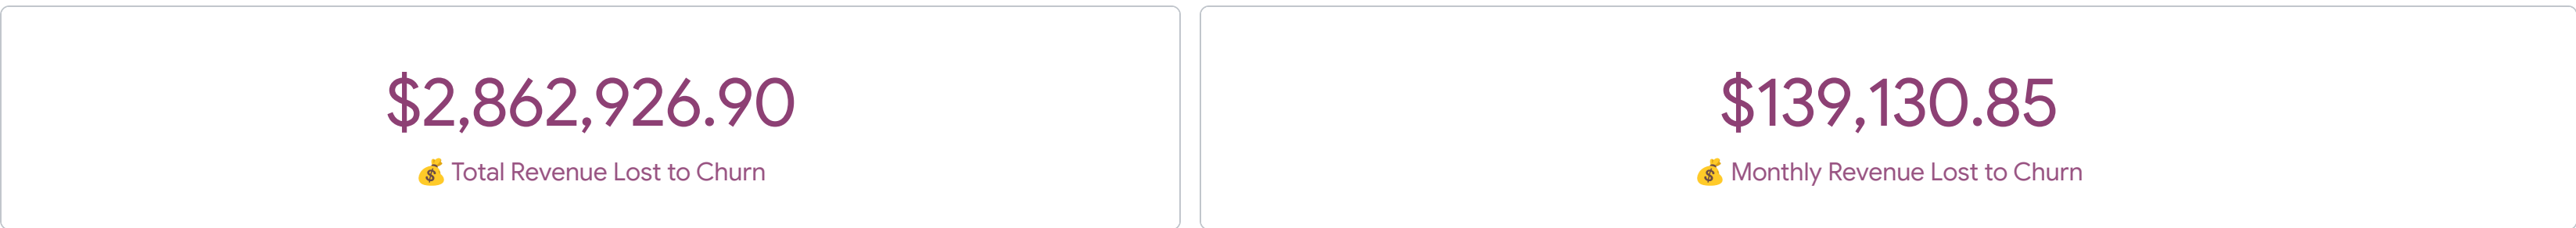 $2,862,926.90
💰 Total Revenue Lost to Churn
$139,130.85
💰 Monthly Revenue Lost to Churn